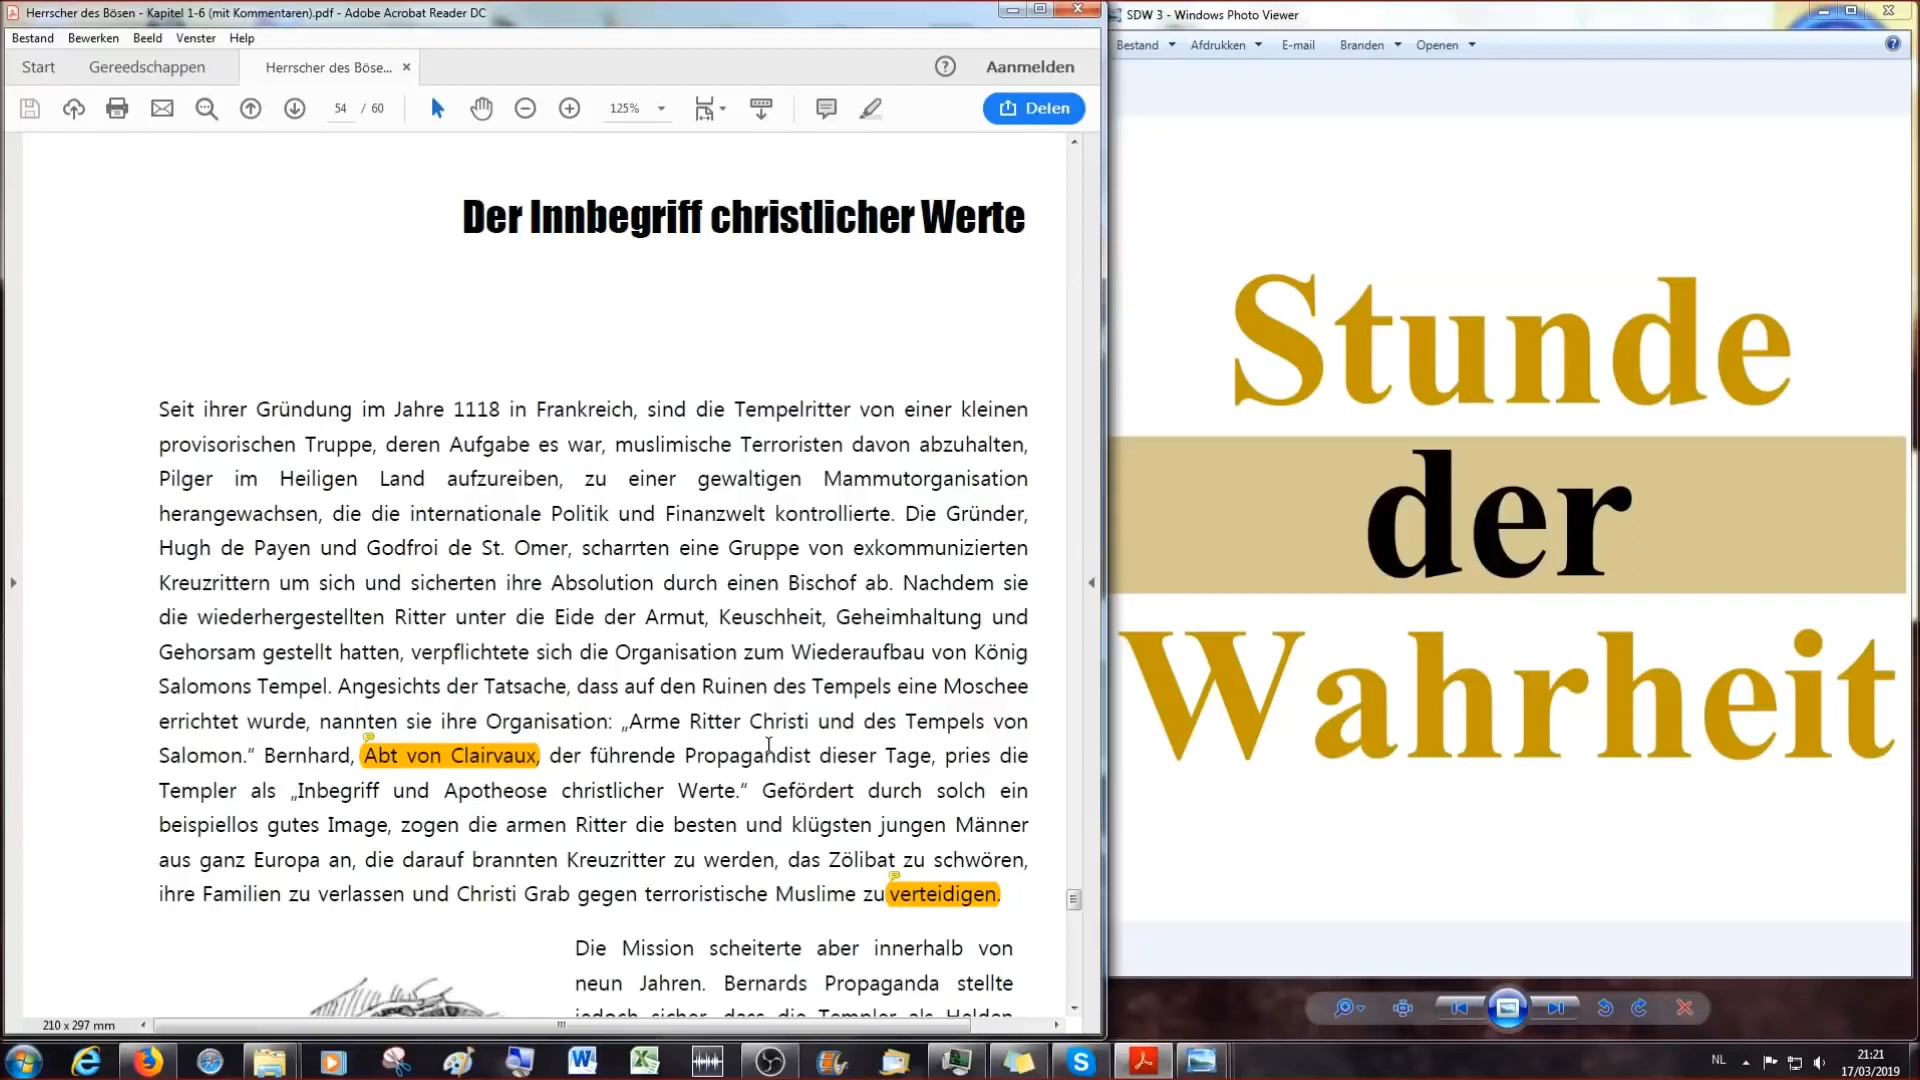 Herrscher des Bösen - Kapitel 1-6 (mit Kommentaren).pdf - Adobe Acrobat Reader DC
Bestand Bewerken Beeld Venster Help
Start Gereedschappen Herrscher des Böse... × Aanmelden
54 / 60 125% Delen
Der Innbegriff christlicher Werte
Seit ihrer Gründung im Jahre 1118 in Frankreich, sind die Tempelritter von einer kleinen
provisorischen Truppe, deren Aufgabe es war, muslimische Terroristen davon abzuhalten,
Pilger im Heiligen Land aufzureiben, zu einer gewaltigen Mammutorganisation
herangewachsen, die die internationale Politik und Finanzwelt kontrollierte. Die Gründer,
Hugh de Payen und Godfroi de St. Omer, scharrten eine Gruppe von exkommunizierten
Kreuzrittern um sich und sicherten ihre Absolution durch einen Bischof ab. Nachdem sie
die wiederhergestellten Ritter unter die Eide der Armut, Keuschheit, Geheimhaltung und
Gehorsam gestellt hatten, verpflichtete sich die Organisation zum Wiederaufbau von König
Salomons Tempel. Angesichts der Tatsache, dass auf den Ruinen des Tempels eine Moschee
errichtet wurde, nannten sie ihre Organisation: „Arme Ritter Christi und des Tempels von
Salomon.“ Bernhard, Abt von Clairvaux, der führende Propagandist dieser Tage, pries die
Templer als „Inbegriff und Apotheose christlicher Werte.“ Gefördert durch solch ein
beispiellos gutes Image, zogen die armen Ritter die besten und klügsten jungen Männer
aus ganz Europa an, die darauf brannten Kreuzritter zu werden, das Zölibat zu schwören,
ihre Familien zu verlassen und Christi Grab gegen terroristische Muslime zu verteidigen.
Die Mission scheiterte aber innerhalb von
neun Jahren. Bernards Propaganda stellte
jedoch sicher, dass die Templer als Helden
210 x 297 mm
SDW 3 - Windows Photo Viewer
Bestand Afdrukken E-mail Branden Openen
Stunde
der
Wahrheit
NL
21:21
17/03/2019